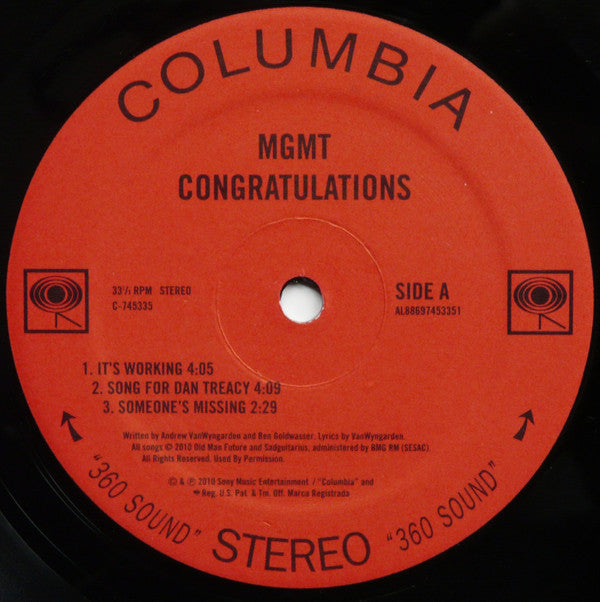 COLUMBIA
MGMT
CONGRATULATIONS
33⅓ RPM STEREO
C-745335
SIDE A
AL88697453351
1. IT'S WORKING 4:05
2. SONG FOR DAN TREACY 4:09
3. SOMEONE'S MISSING 2:29
Written by Andrew VanWyngarden and Ben Goldwasser. Lyrics by VanWyngarden.
All songs © 2010 Old Man Future and Sadguitarius, administered by BMG RM (SESAC).
All Rights Reserved. Used By Permission.
© & ℗ 2010 Sony Music Entertainment / "Columbia" and
Reg. U.S. Pat. & Tm. Off. Marca Registrada
"360 SOUND" STEREO "360 SOUND"